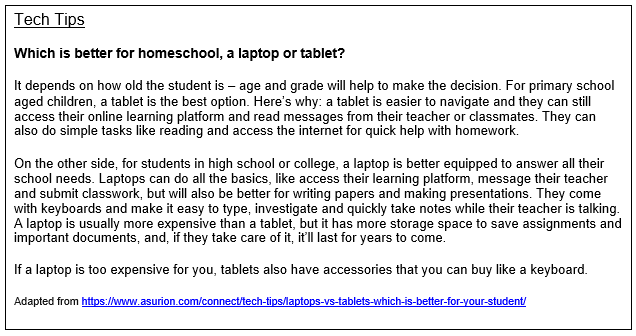 Tech Tips
Which is better for homeschool, a laptop or tablet?
It depends on how old the student is – age and grade will help to make the decision. For primary school
aged children, a tablet is the best option. Here's why: a tablet is easier to navigate and they can still
access their online learning platform and read messages from their teacher or classmates. They can
also do simple tasks like reading and access the internet for quick help with homework.
On the other side, for students in high school or college, a laptop is better equipped to answer all their
school needs. Laptops can do all the basics, like access their learning platform, message their teacher
and submit classwork, but will also be better for writing papers and making presentations. They come
with keyboards and make it easy to type, investigate and quickly take notes while their teacher is talking.
A laptop is usually more expensive than a tablet, but it has more storage space to save assignments and
important documents, and, if they take care of it, it'll last for years to come.
If a laptop is too expensive for you, tablets also have accessories that you can buy like a keyboard.
Adapted from https://www.asurion.com/connect/tech-tips/laptops-vs-tablets-which-is-better-for-your-student/